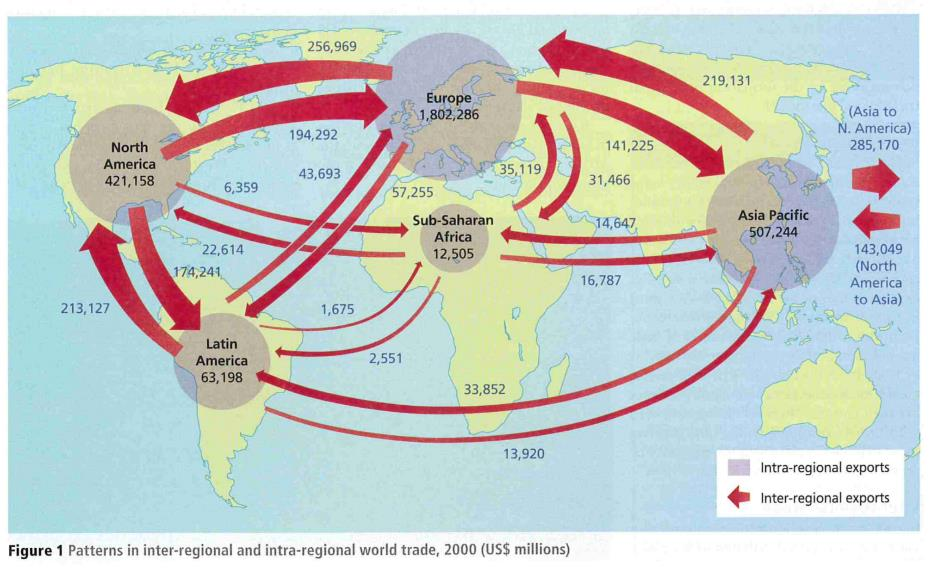 256,969
219,131
Europe
1,802,286
(Asia to
N. America)
285,170
194,292
141,225
North
America
421,158
43,693
35,119
31,466
6,359
57,255
Sub-Saharan
Africa
12,505
14,647
Asia Pacific
507,244
22,614
16,787
143,049
(North
America
to Asia)
174,241
213,127
1,675
Latin
America
63,198
2,551
33,852
13,920
Intra-regional exports
Inter-regional exports
Figure 1 Patterns in inter-regional and intra-regional world trade, 2000 (US$ millions)